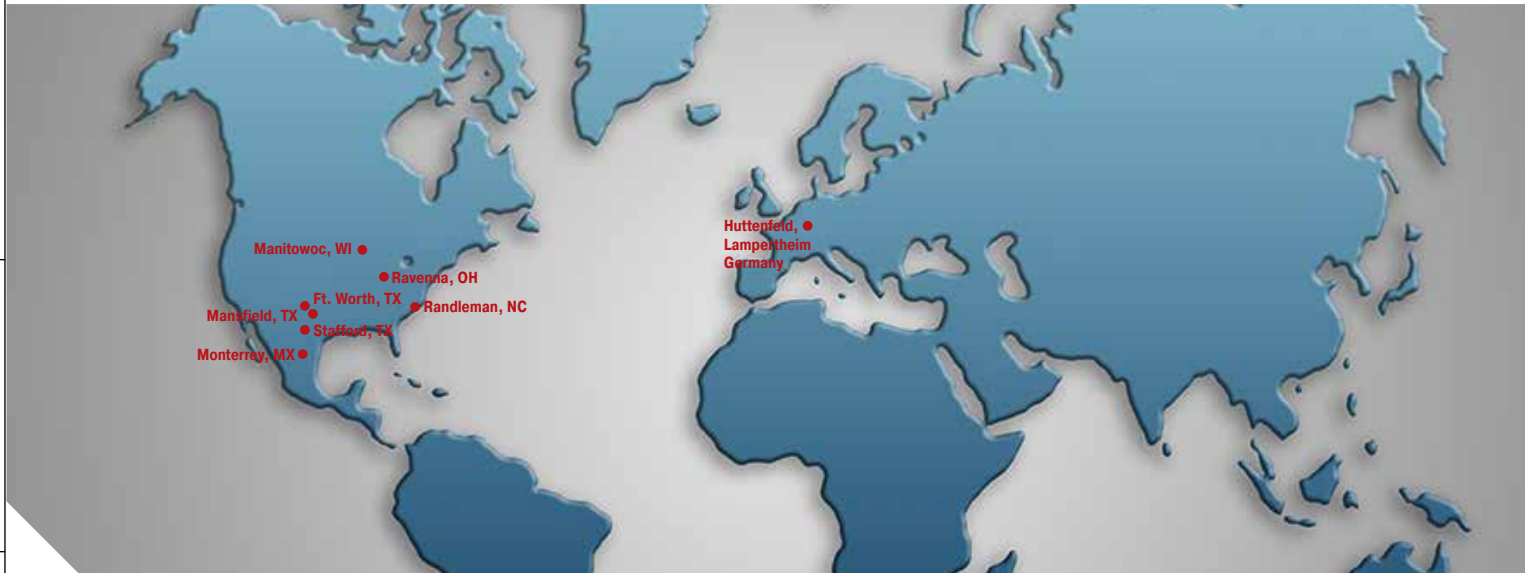 Huttenfeld,
Lampertheim
Germany
Manitowoc, WI
Ravenna, OH
Ft. Worth, TX
Randleman, NC
Mansfield, TX
Stafford, TX
Monterrey, MX